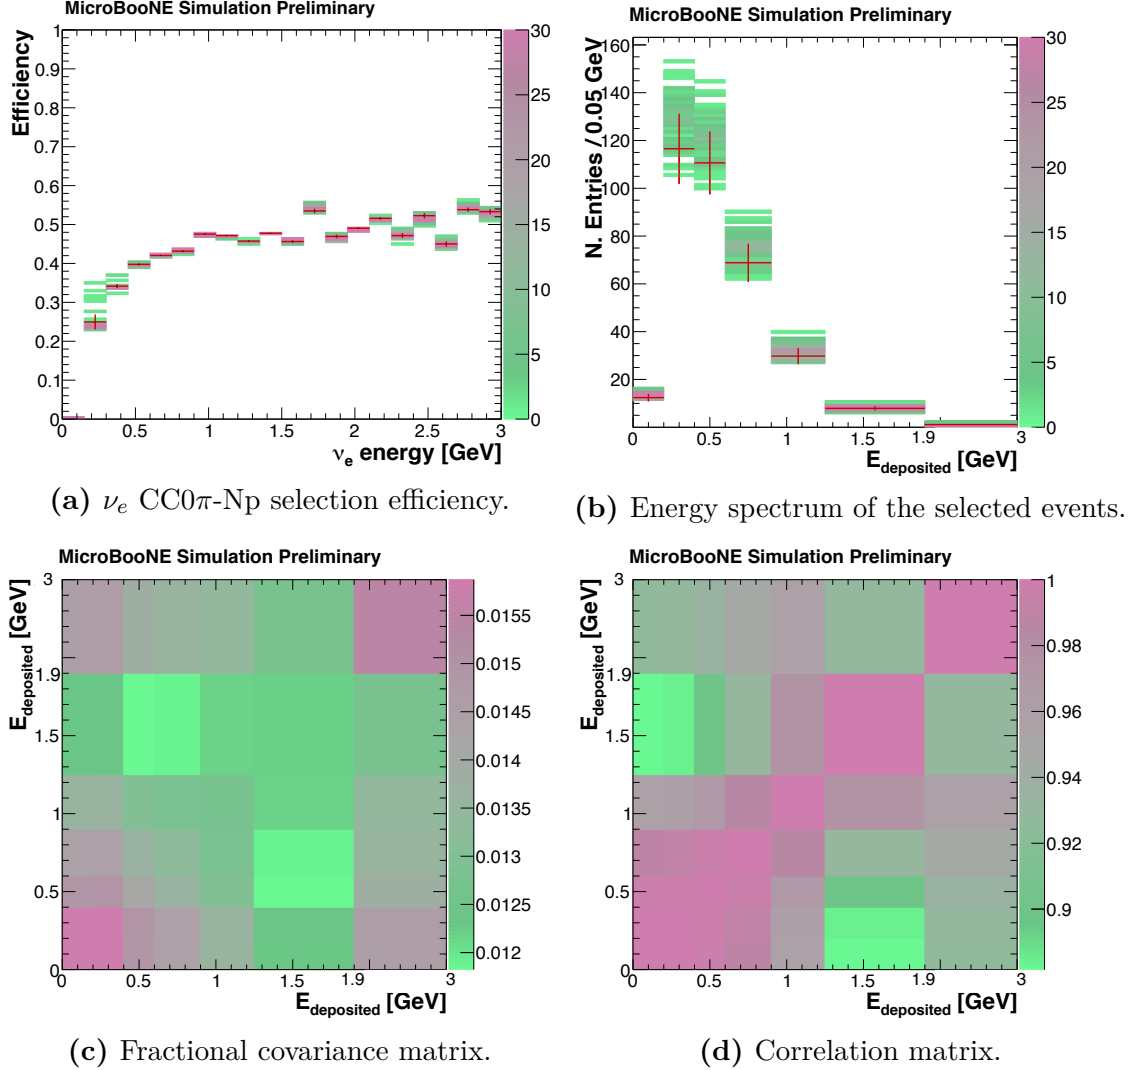 MicroBooNE Simulation Preliminary
Efficiency
1
0.9
0.8
0.7
0.6
0.5
0.4
0.3
0.2
0.1
0
0 0.5 1 1.5 2 2.5 3
νe energy [GeV]
30
25
20
15
10
5
0
(a) νe CC0π-Np selection efficiency.
MicroBooNE Simulation Preliminary
N. Entries / 0.05 GeV
160
140
120
100
80
60
40
20
0 0.5 1 1.5 1.9 3
Edeposited [GeV]
30
25
20
15
10
5
0
(b) Energy spectrum of the selected events.
MicroBooNE Simulation Preliminary
Edeposited [GeV]
3
1.9
1.5
1
0.5
0
0 0.5 1 1.5 1.9 3
Edeposited [GeV]
0.0155
0.015
0.0145
0.014
0.0135
0.013
0.0125
0.012
(c) Fractional covariance matrix.
MicroBooNE Simulation Preliminary
Edeposited [GeV]
3
1.9
1.5
1
0.5
0
0 0.5 1 1.5 1.9 3
Edeposited [GeV]
1
0.98
0.96
0.94
0.92
0.9
(d) Correlation matrix.